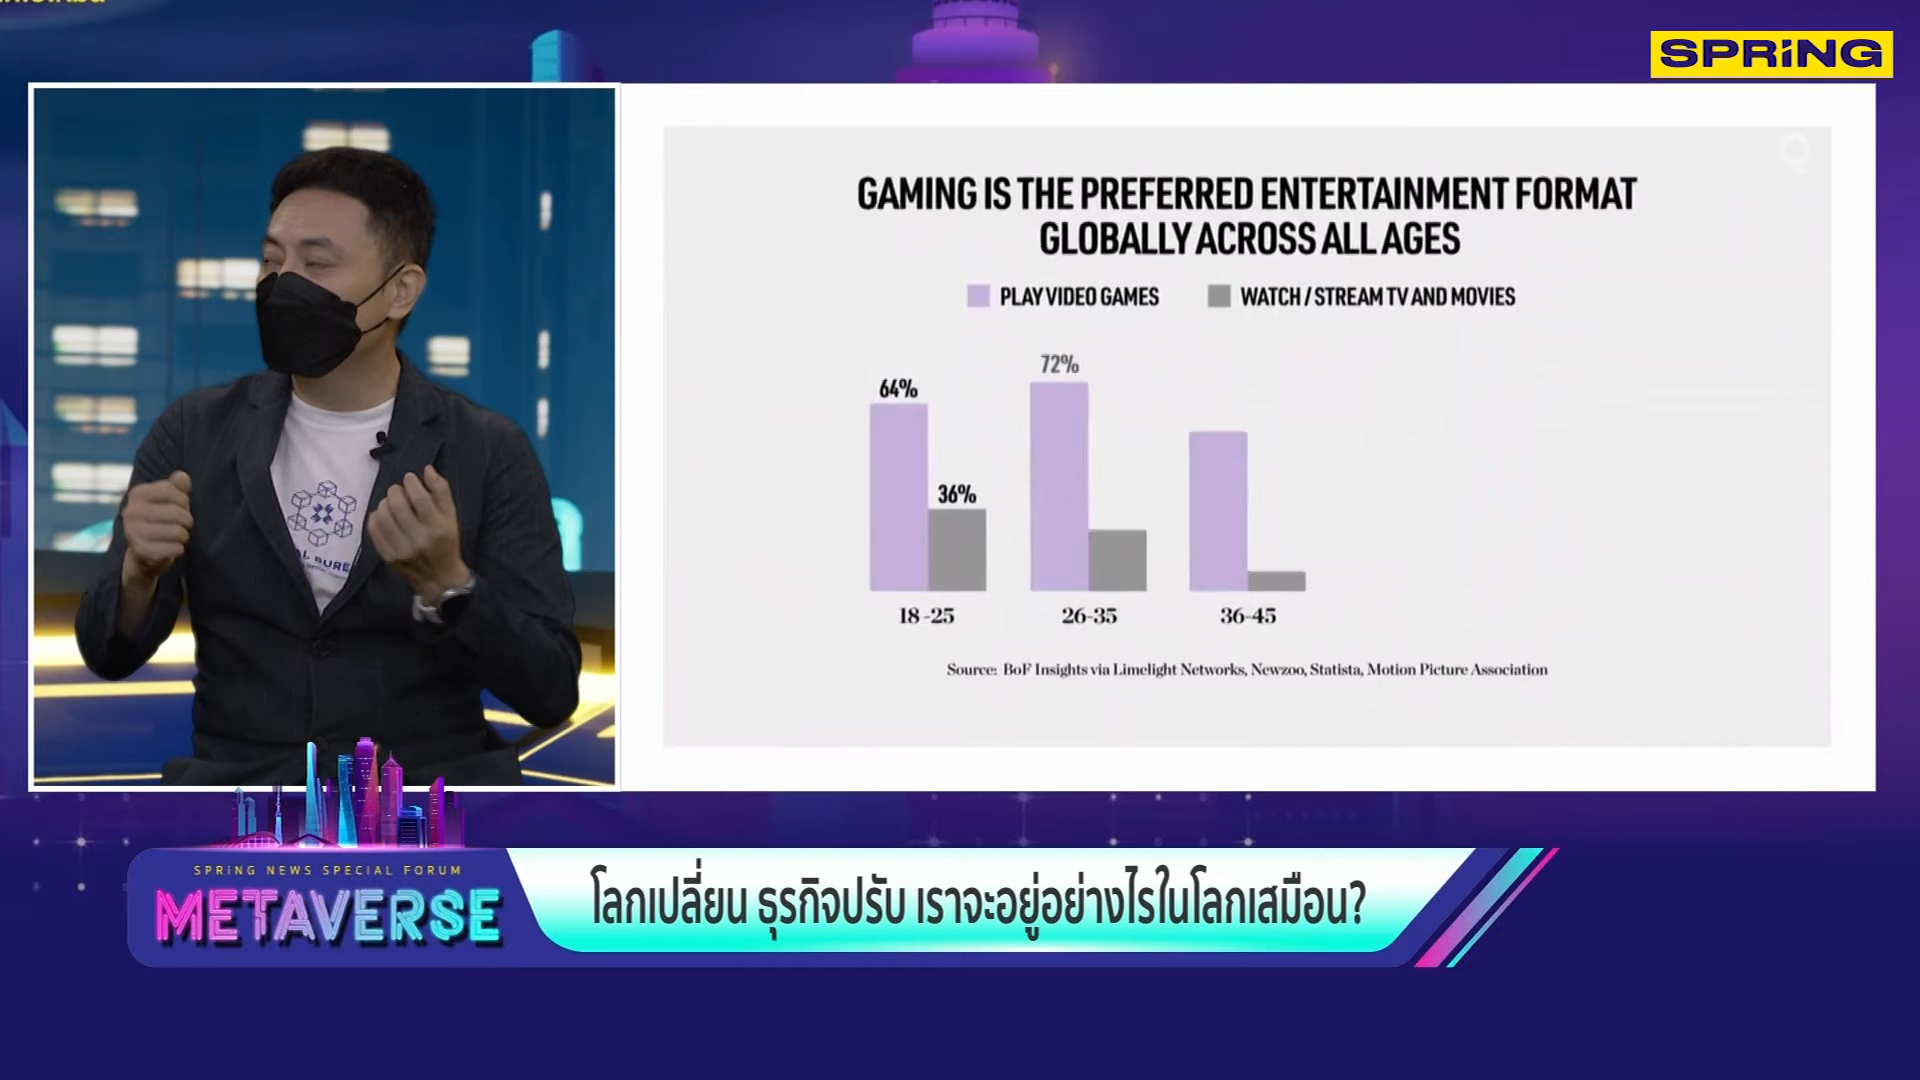 SPRiNG
GAMING IS THE PREFERRED ENTERTAINMENT FORMAT
GLOBALLY ACROSS ALL AGES
PLAY VIDEO GAMES
WATCH / STREAM TV AND MOVIES
72%
64%
36%
18 -25
26-35
36-45
Source: BoF Insights via Limelight Networks, Newzoo, Statista, Motion Picture Association
SPRiNG NEWS SPECIAL FORUM
METAVERSE
โลกเปลี่ยน ธุรกิจปรับ เราจะอยู่อย่างไรในโลกเสมือน?